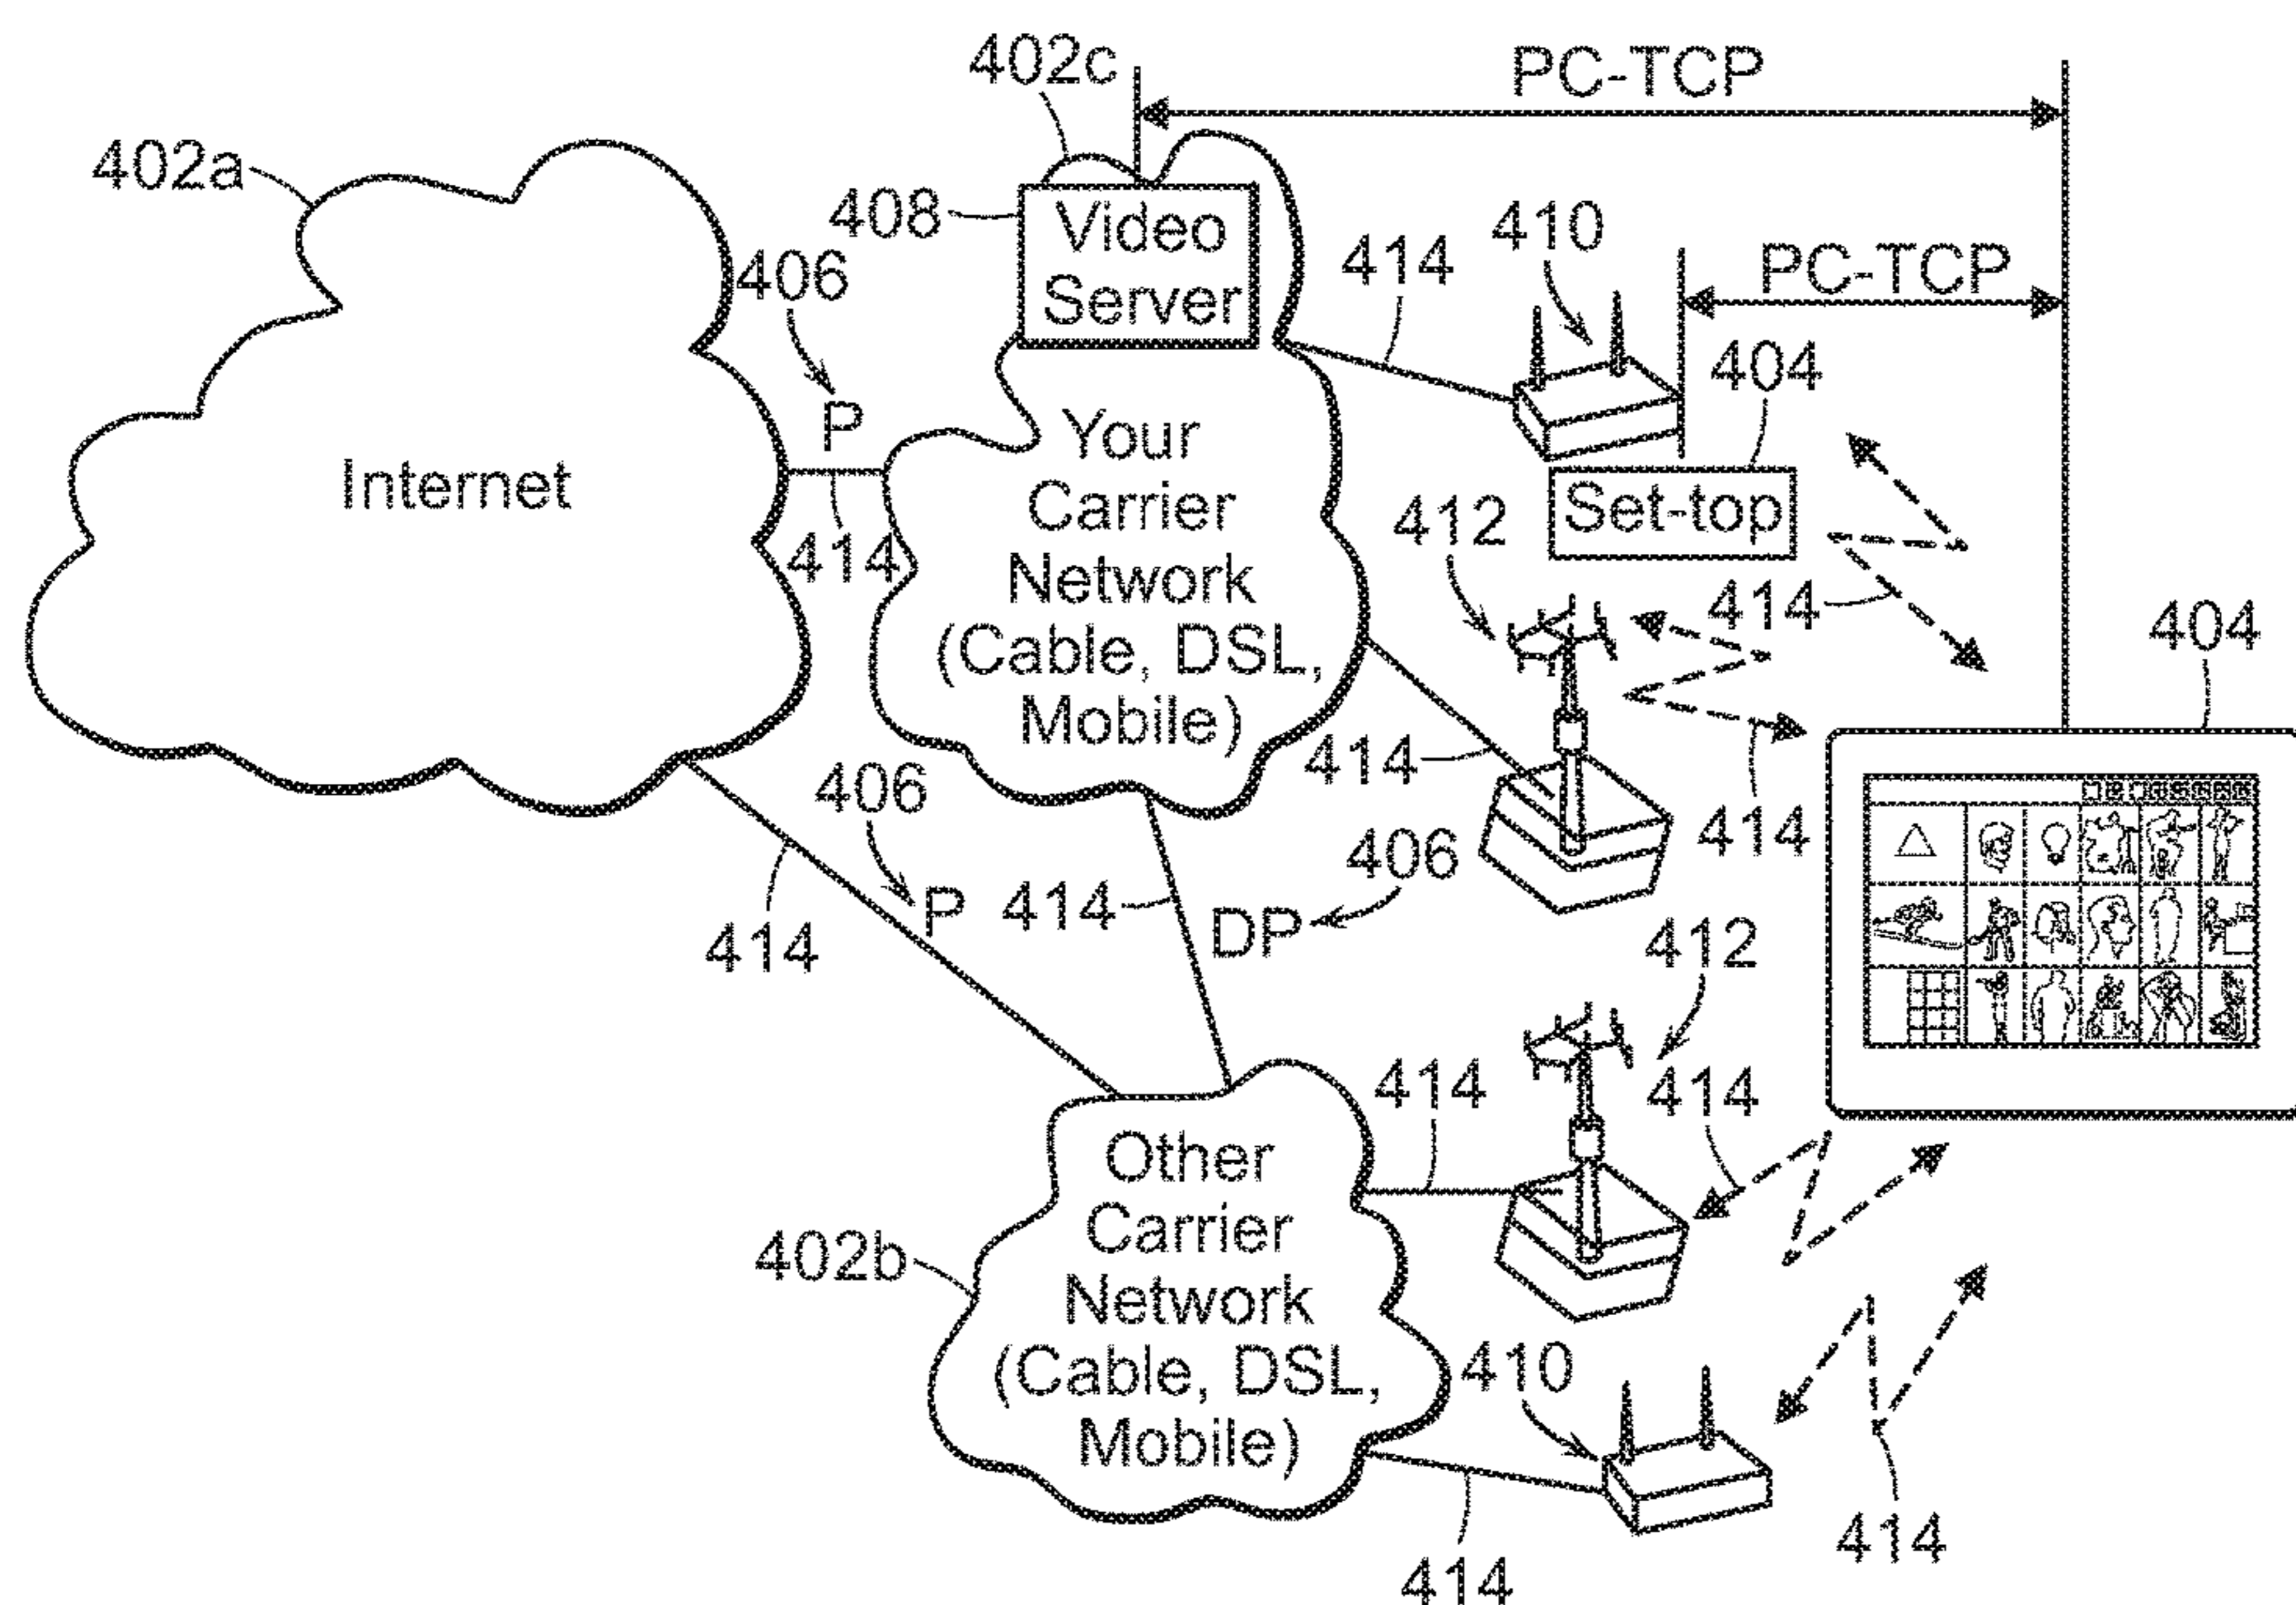 402c
PC-TCP
402a
408
Video
Server
406
414
410
PC-TCP
404
P
Your
Carrier
Network
(Cable, DSL,
Mobile)
Internet
414
Set-top
412
414
404
414
414
406
P
414
414
DP
406
412
414
414
Other
Carrier
Network
(Cable, DSL,
Mobile)
402b
410
414
414